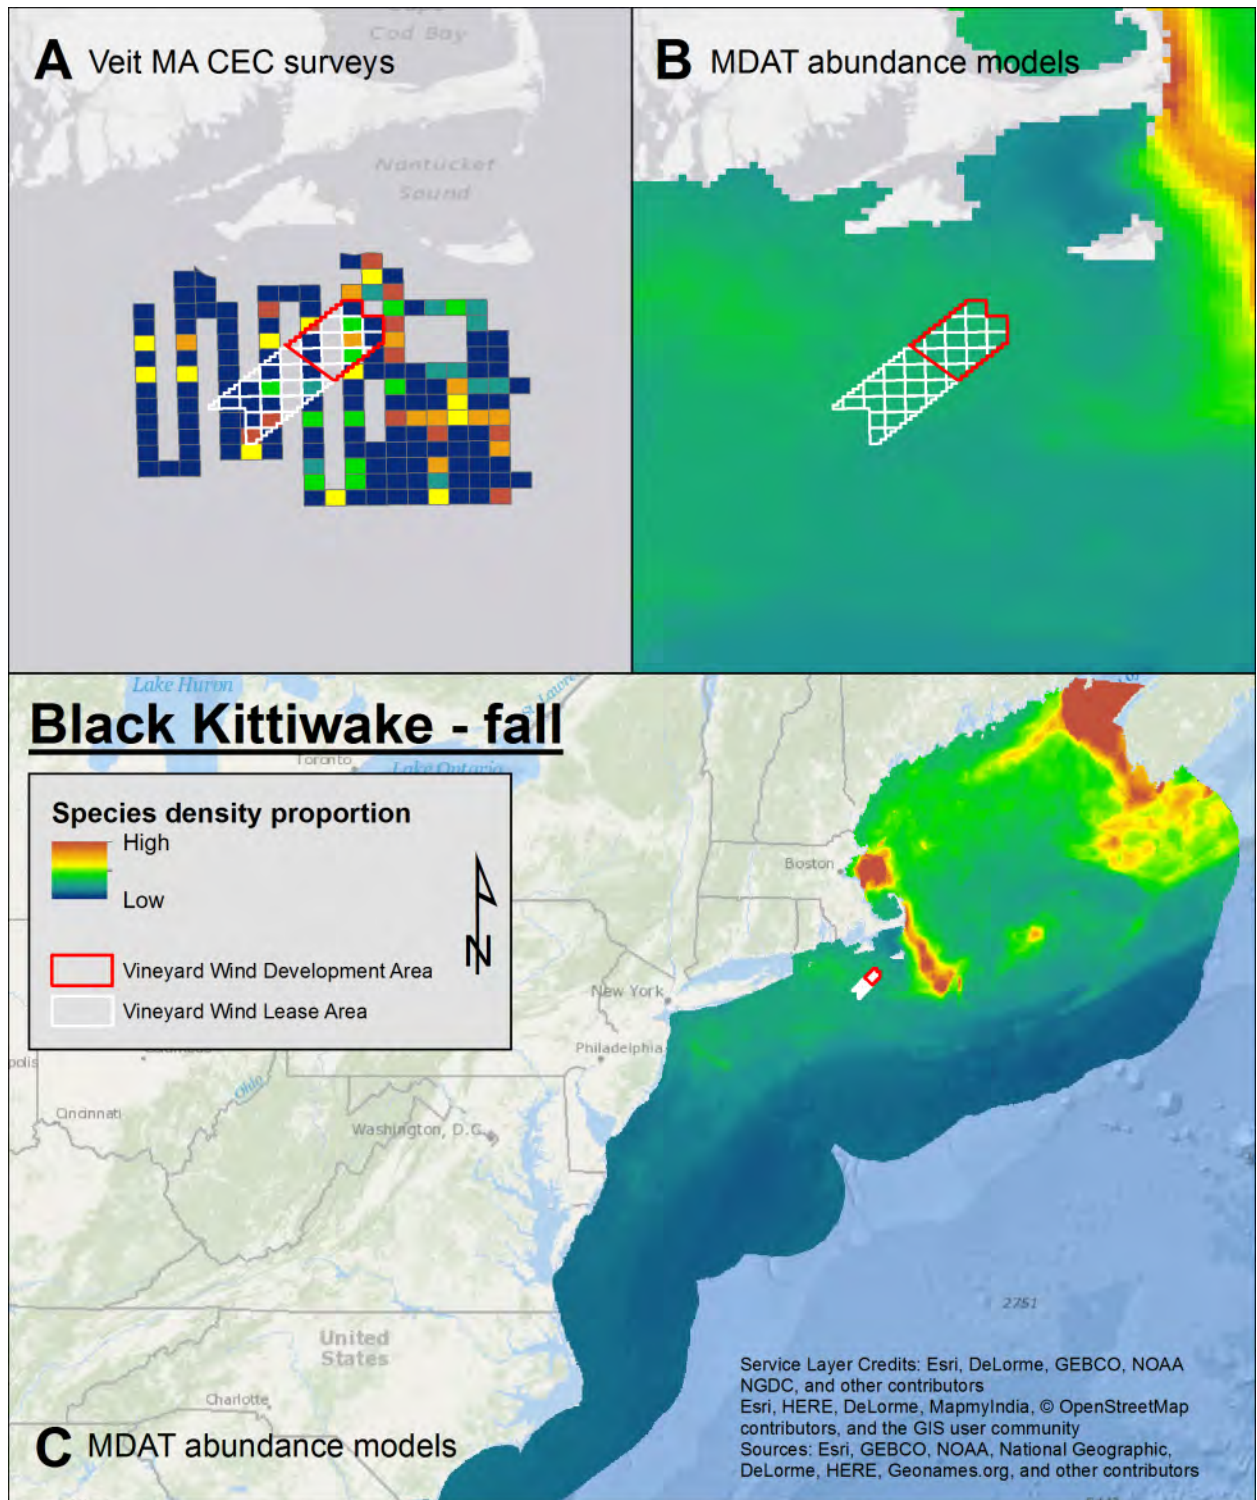 A Veit MA CEC surveys
Cod Bay
Nantucket
Sound
B MDAT abundance models
Lake Huron
Black Kittiwake - fall
Toronto
Lake Ontario
Species density proportion
High
Low
N
Vineyard Wind Development Area
Vineyard Wind Lease Area
Boston
New York
Philadelphia
Ohio
Cincinnati
Washington, D.C.
United
States
Charlotte
2751
C MDAT abundance models
Service Layer Credits: Esri, DeLorme, GEBCO, NOAA
NGDC, and other contributors
Esri, HERE, DeLorme, MapmyIndia, © OpenStreetMap
contributors, and the GIS user community
Sources: Esri, GEBCO, NOAA, National Geographic,
DeLorme, HERE, Geonames.org, and other contributors